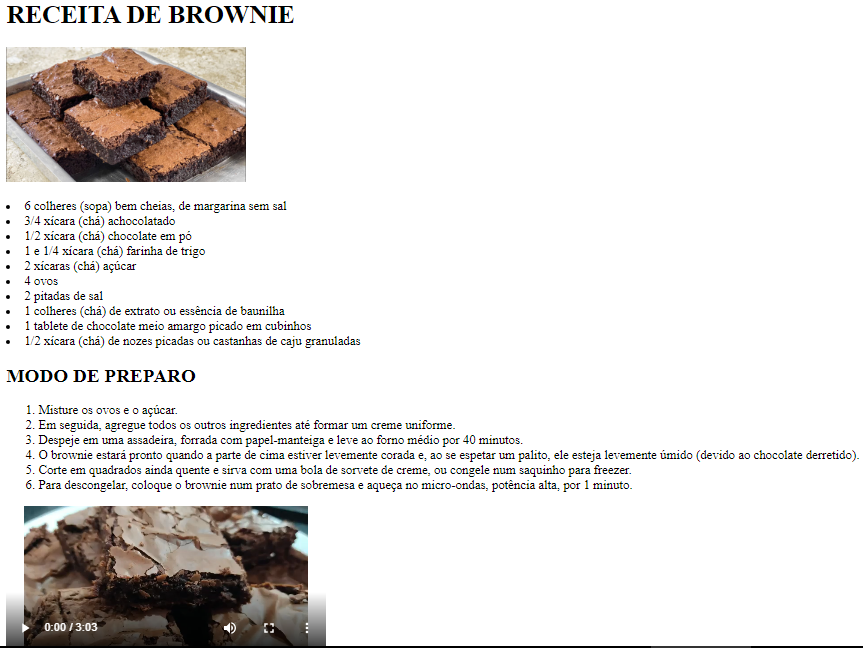 RECEITA DE BROWNIE
• 6 colheres (sopa) bem cheias, de margarina sem sal
• 3/4 xícara (chá) achocolatado
• 1/2 xícara (chá) chocolate em pó
• 1 e 1/4 xícara (chá) farinha de trigo
• 2 xícaras (chá) açúcar
• 4 ovos
• 2 pitadas de sal
• 1 colheres (chá) de extrato ou essência de baunilha
• 1 tablete de chocolate meio amargo picado em cubinhos
• 1/2 xícara (chá) de nozes picadas ou castanhas de caju granuladas
MODO DE PREPARO
1. Misture os ovos e o açúcar.
2. Em seguida, agregue todos os outros ingredientes até formar um creme uniforme.
3. Despeje em uma assadeira, forrada com papel-manteiga e leve ao forno médio por 40 minutos.
4. O brownie estará pronto quando a parte de cima estiver levemente corada e, ao se espetar um palito, ele esteja levemente úmido (devido ao chocolate derretido).
5. Corte em quadrados ainda quente e sirva com uma bola de sorvete de creme, ou congele num saquinho para freezer.
6. Para descongelar, coloque o brownie num prato de sobremesa e aqueça no micro-ondas, potência alta, por 1 minuto.
0:00 / 3:03